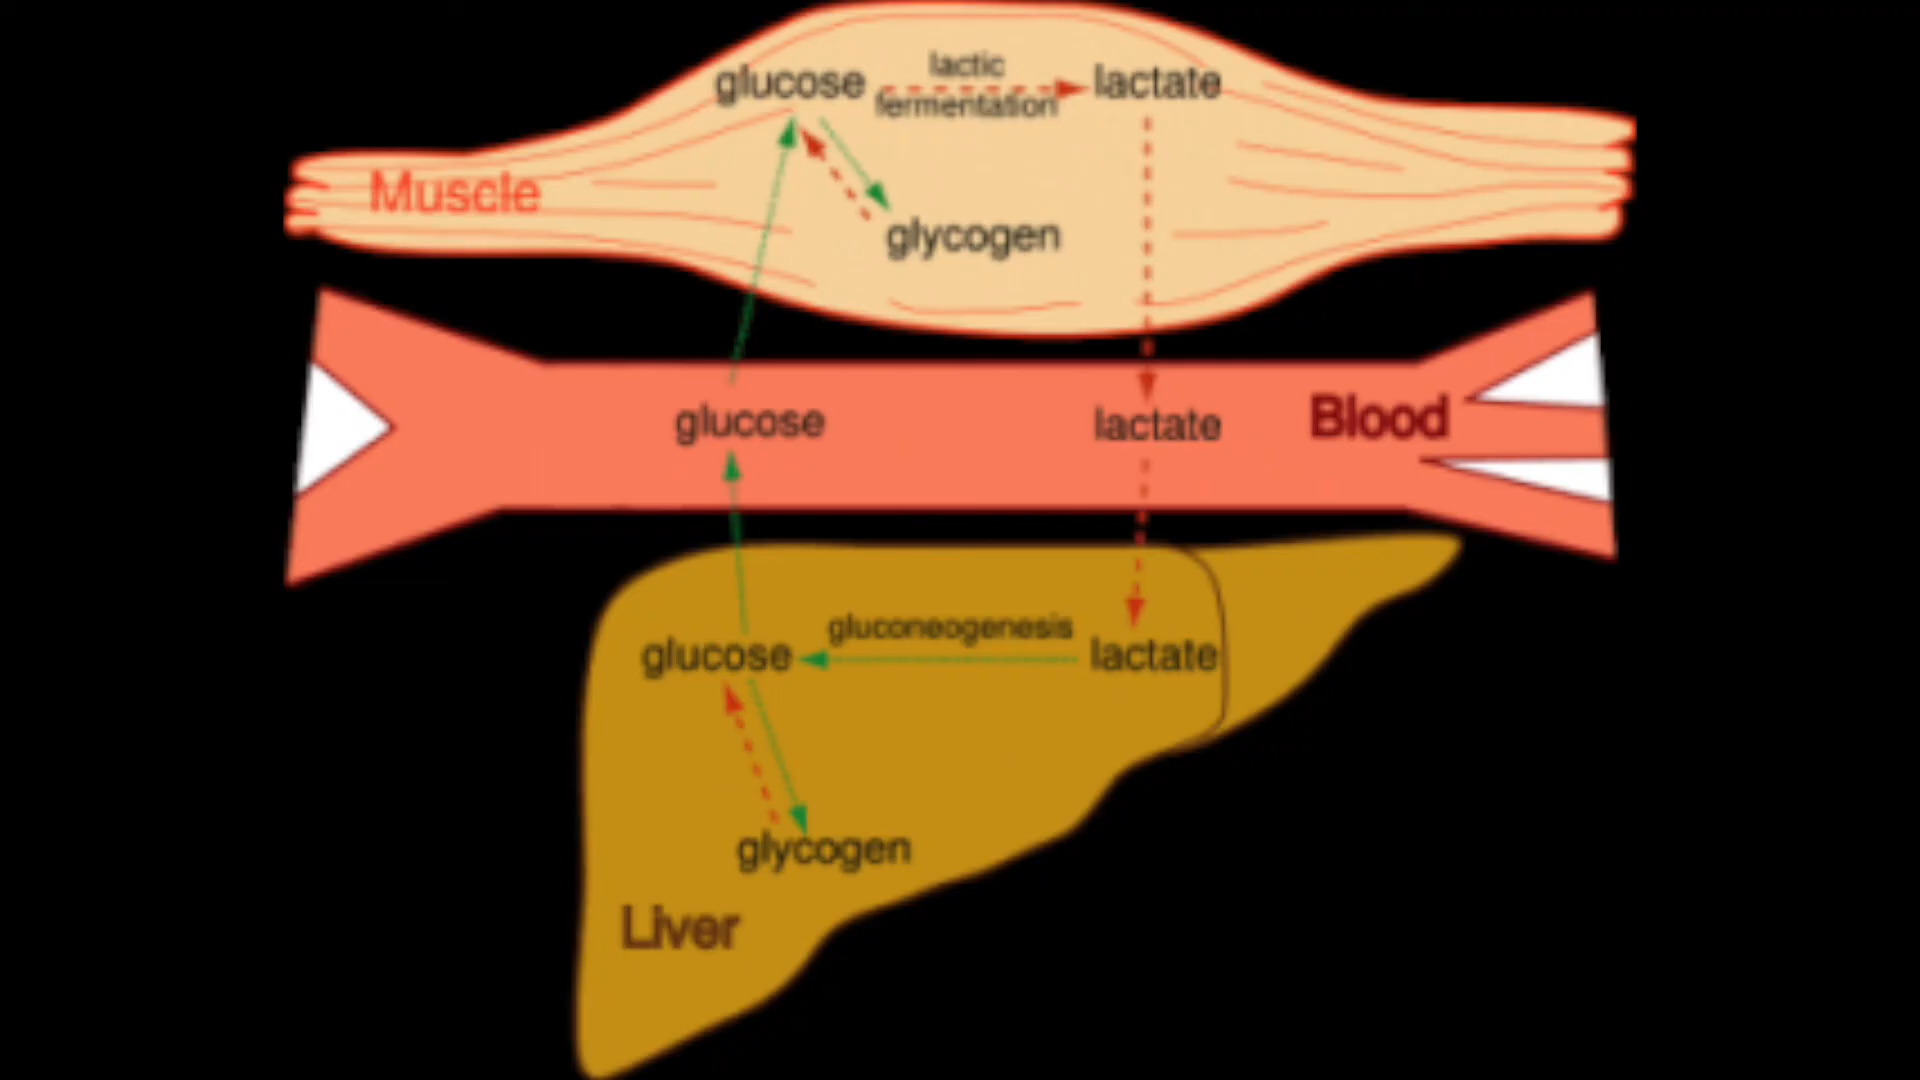 glucose
lactic
fermentation
lactate
Muscle
glycogen
glucose
lactate
Blood
glucose
gluconeogenesis
lactate
glycogen
Liver